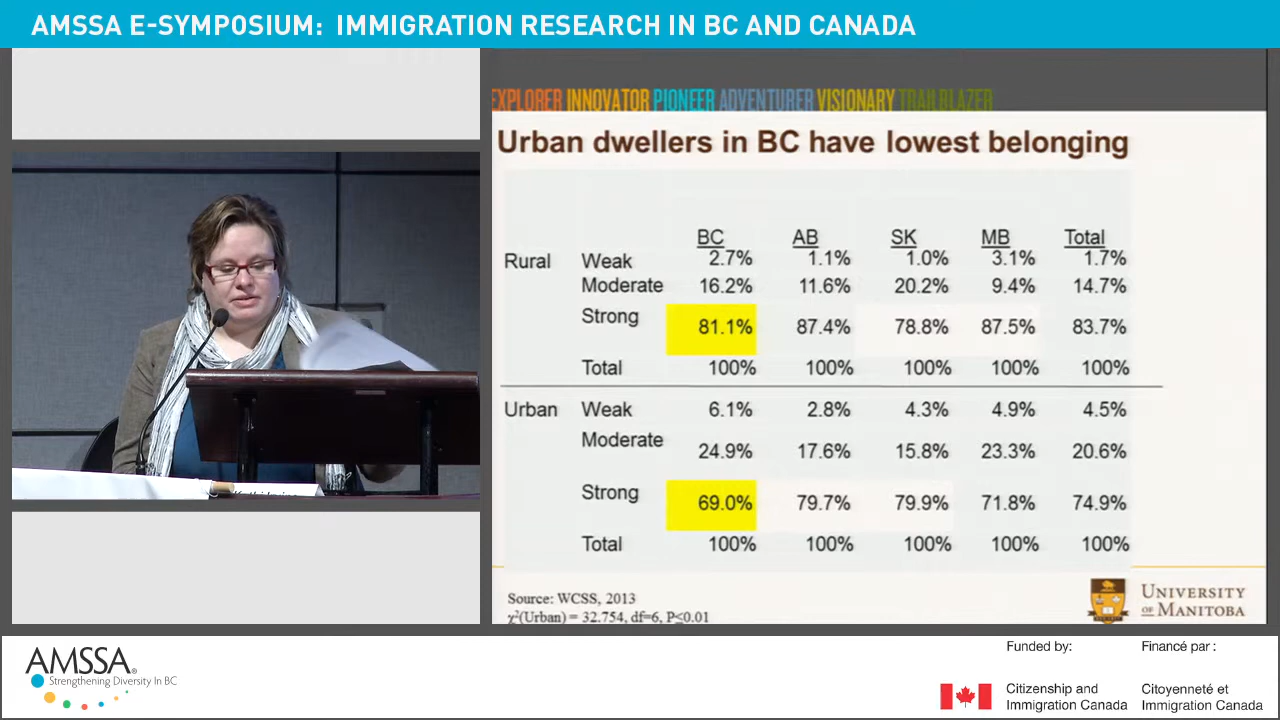 AMSSA E-SYMPOSIUM: IMMIGRATION RESEARCH IN BC AND CANADA
EXPLORER INNOVATOR PIONEER ADVENTURER VISIONARY TRAILBLAZER
Urban dwellers in BC have lowest belonging
BC AB SK MB Total
Rural Weak 2.7% 1.1% 1.0% 3.1% 1.7%
Moderate 16.2% 11.6% 20.2% 9.4% 14.7%
Strong 81.1% 87.4% 78.8% 87.5% 83.7%
Total 100% 100% 100% 100% 100%
Urban Weak 6.1% 2.8% 4.3% 4.9% 4.5%
Moderate 24.9% 17.6% 15.8% 23.3% 20.6%
Strong 69.0% 79.7% 79.9% 71.8% 74.9%
Total 100% 100% 100% 100% 100%
Source: WCSS, 2013
χ²(Urban) = 32.754, df=6, P≤0.01
UNIVERSITY
OF MANITOBA
AMSSA®
Strengthening Diversity In BC
Funded by:
Citizenship and
Immigration Canada
Financé par :
Citoyenneté et
Immigration Canada